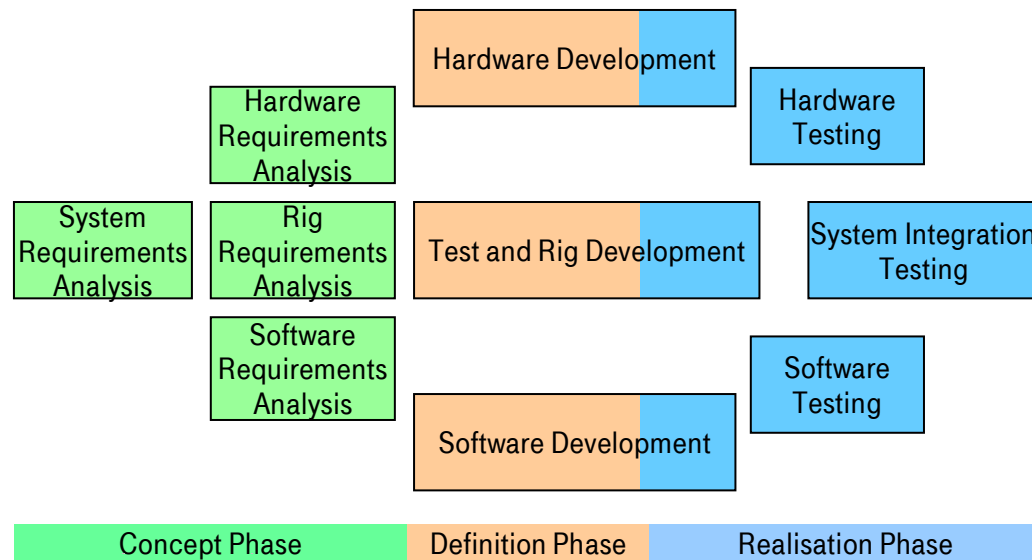 Hardware Development
Hardware
Requirements
Analysis
Hardware
Testing
System
Requirements
Analysis
Rig
Requirements
Analysis
Test and Rig Development
System Integration
Testing
Software
Requirements
Analysis
Software
Testing
Software Development
Concept Phase
Definition Phase
Realisation Phase